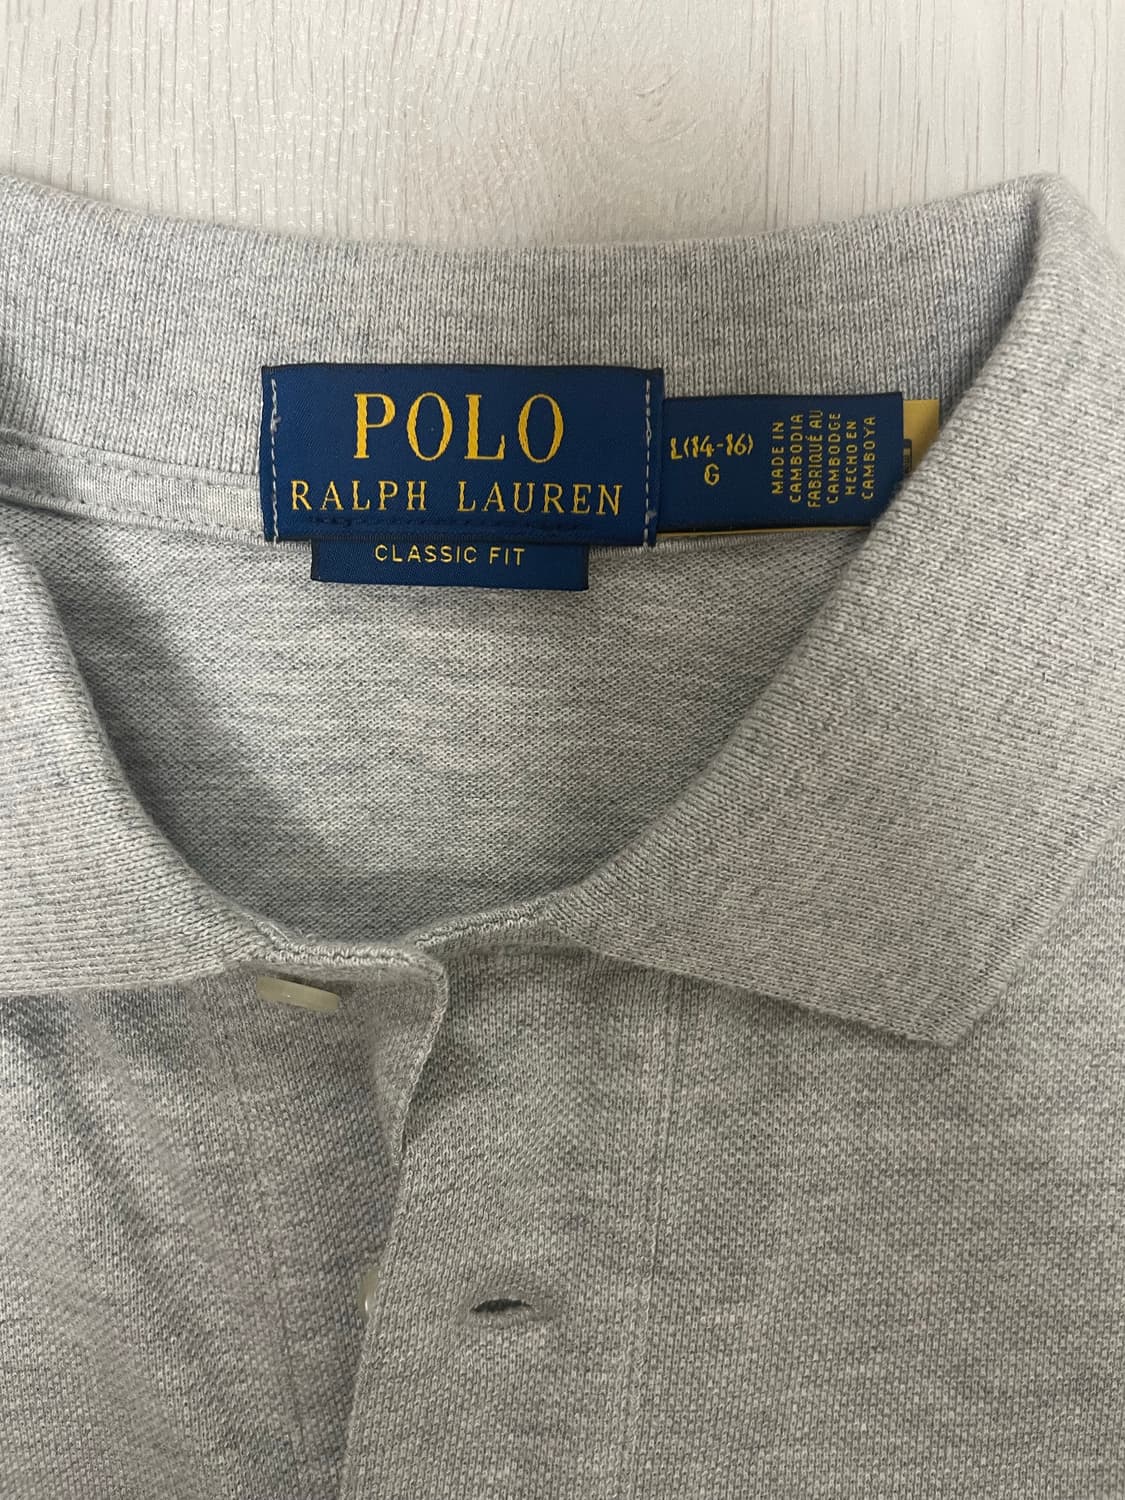 POLO
RALPH LAUREN
CLASSIC FIT
L(14-16)
G
MADE IN
CAMBODIA
FABRIQUÉ AU
CAMBODGE
HECHO EN
CAMBOYA